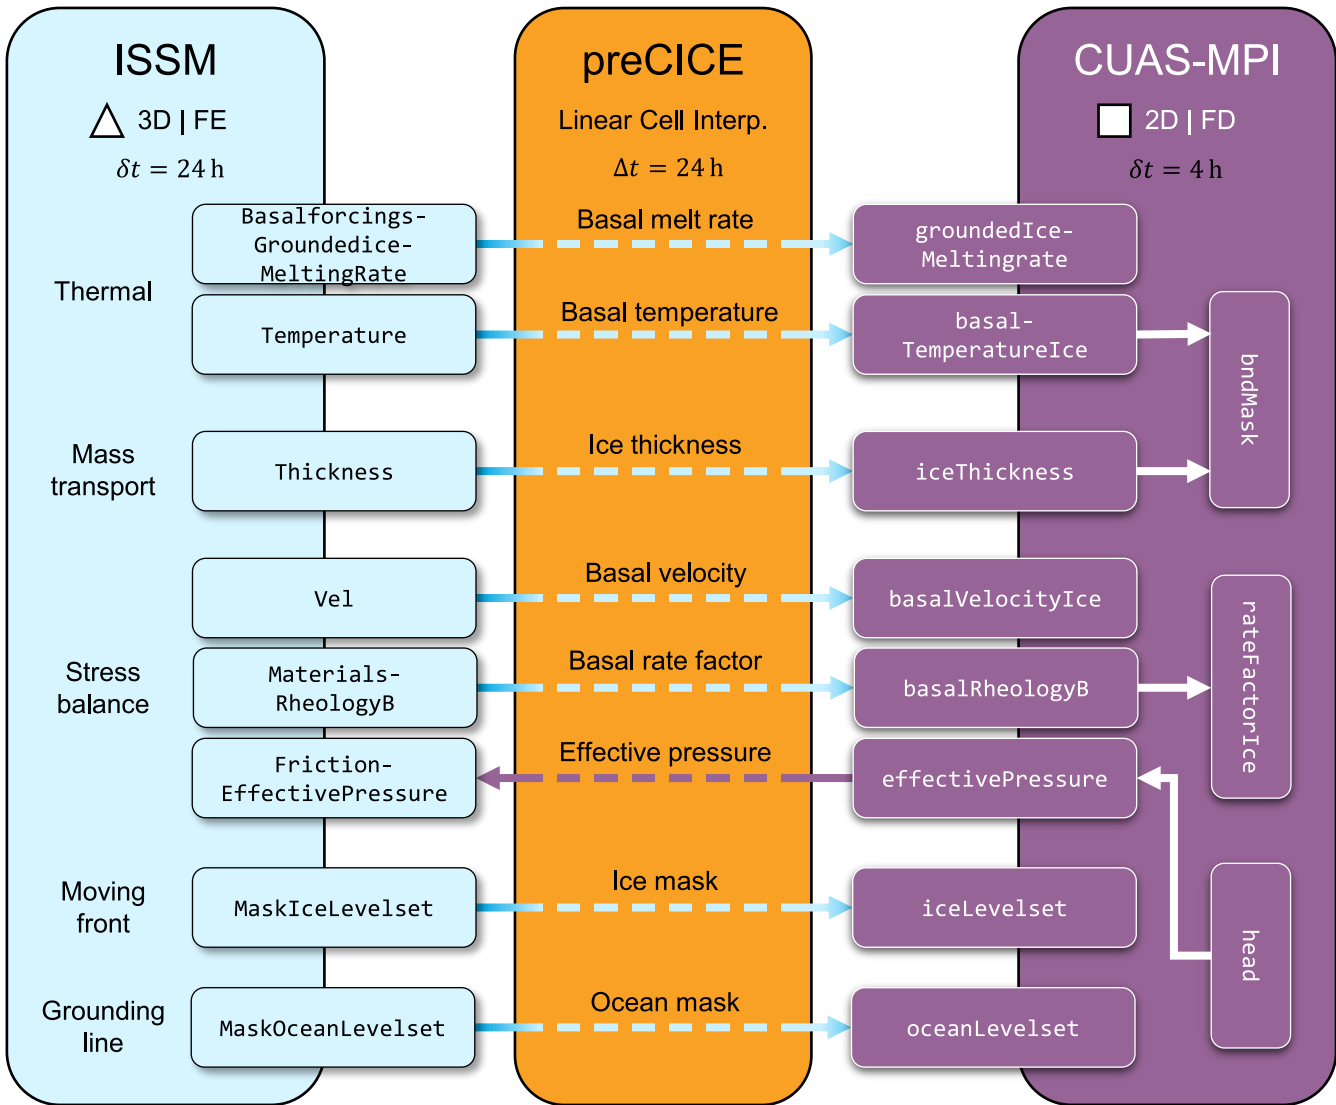 ISSM
3D | FE
δt = 24 h
preCICE
Linear Cell Interp.
Δt = 24 h
CUAS-MPI
2D | FD
δt = 4 h
Thermal
Basalforcings-
Groundedice-
MeltingRate
Basal melt rate
groundedIce-
Meltingrate
Temperature
Basal temperature
basal-
TemperatureIce
bndMask
Mass
transport
Thickness
Ice thickness
iceThickness
Stress
balance
Vel
Basal velocity
basalVelocityIce
Materials-
RheologyB
Basal rate factor
basalRheologyB
rateFactorIce
Friction-
EffectivePressure
Effective pressure
effectivePressure
Moving
front
MaskIceLevelset
Ice mask
iceLevelset
head
Grounding
line
MaskOceanLevelset
Ocean mask
oceanLevelset